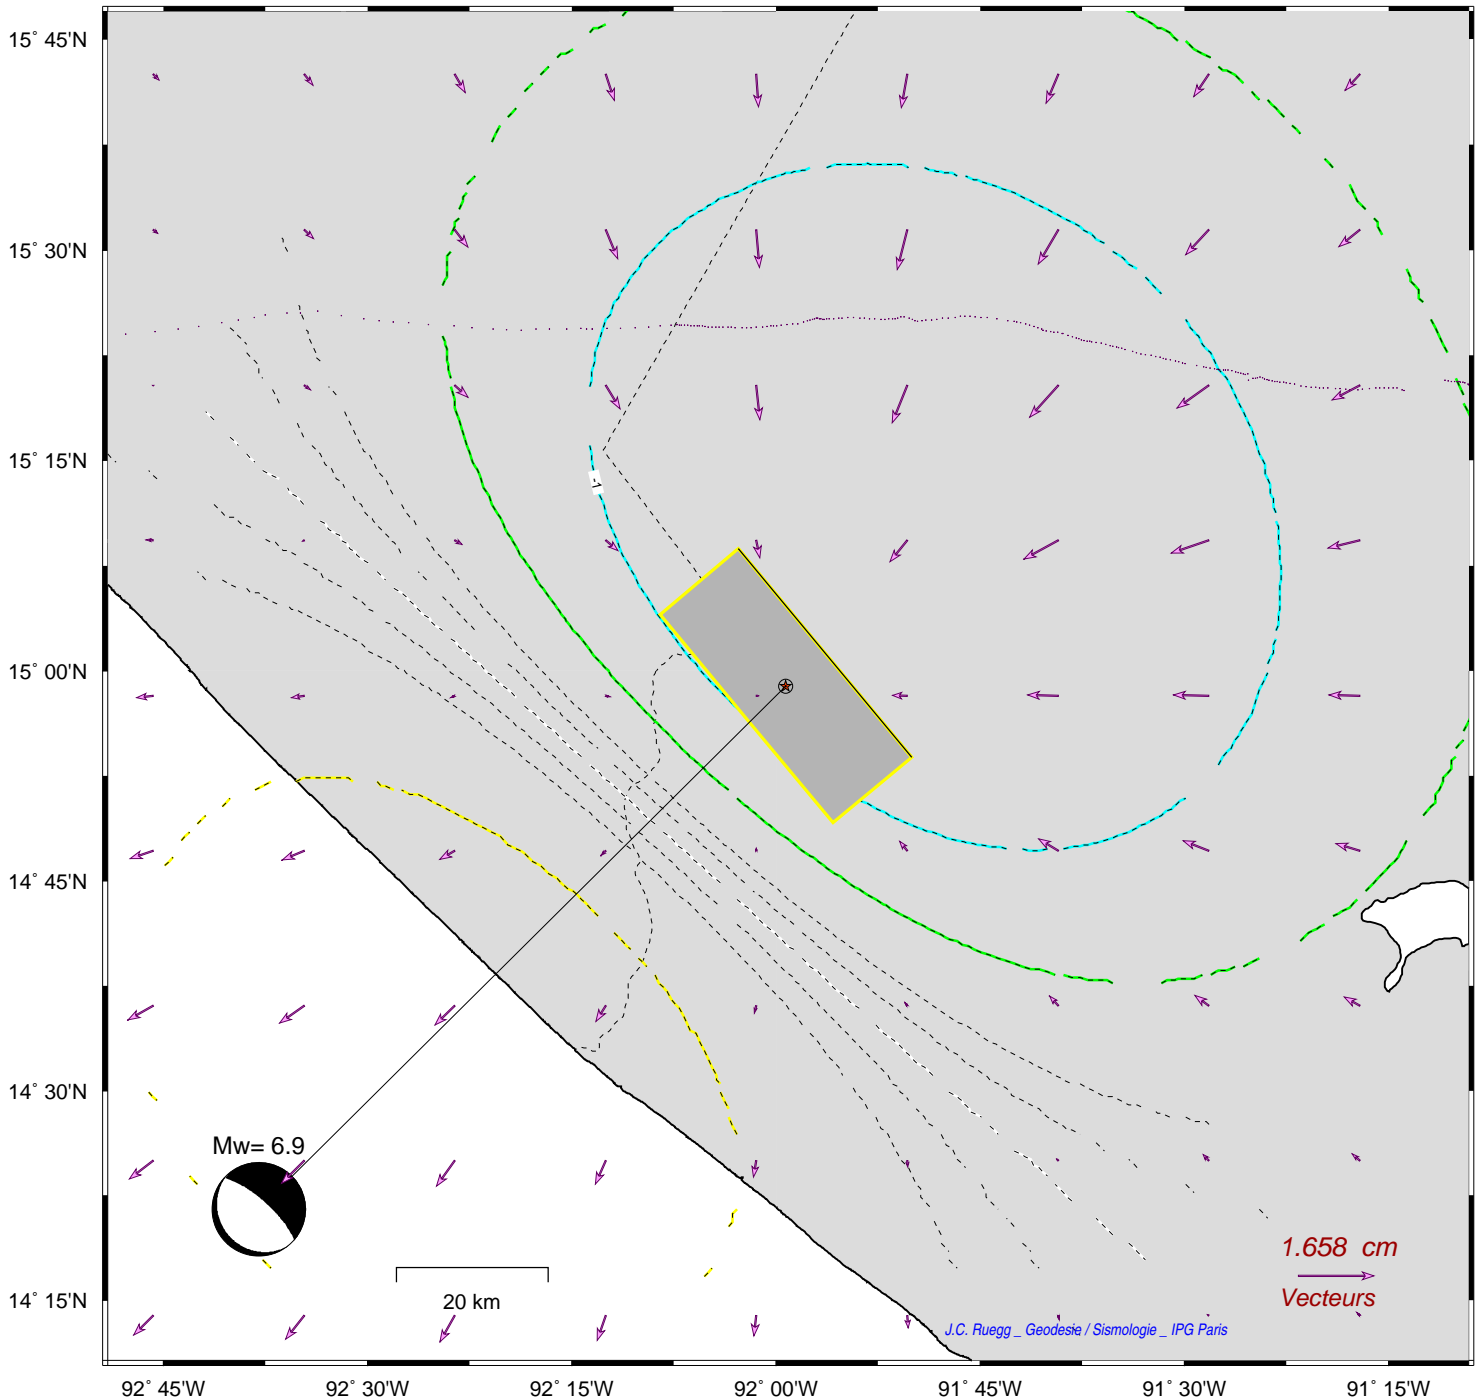 15° 45'N
15° 30'N
15° 15'N
-1
15° 00'N
14° 45'N
14° 30'N
Mw= 6.9
1.658 cm
20 km
Vecteurs
14° 15'N
J.C. Ruegg _ Geodesie / Sismologie _ IPG Paris
92° 45'W 92° 30'W 92° 15'W 92° 00'W 91° 45'W 91° 30'W 91° 15'W